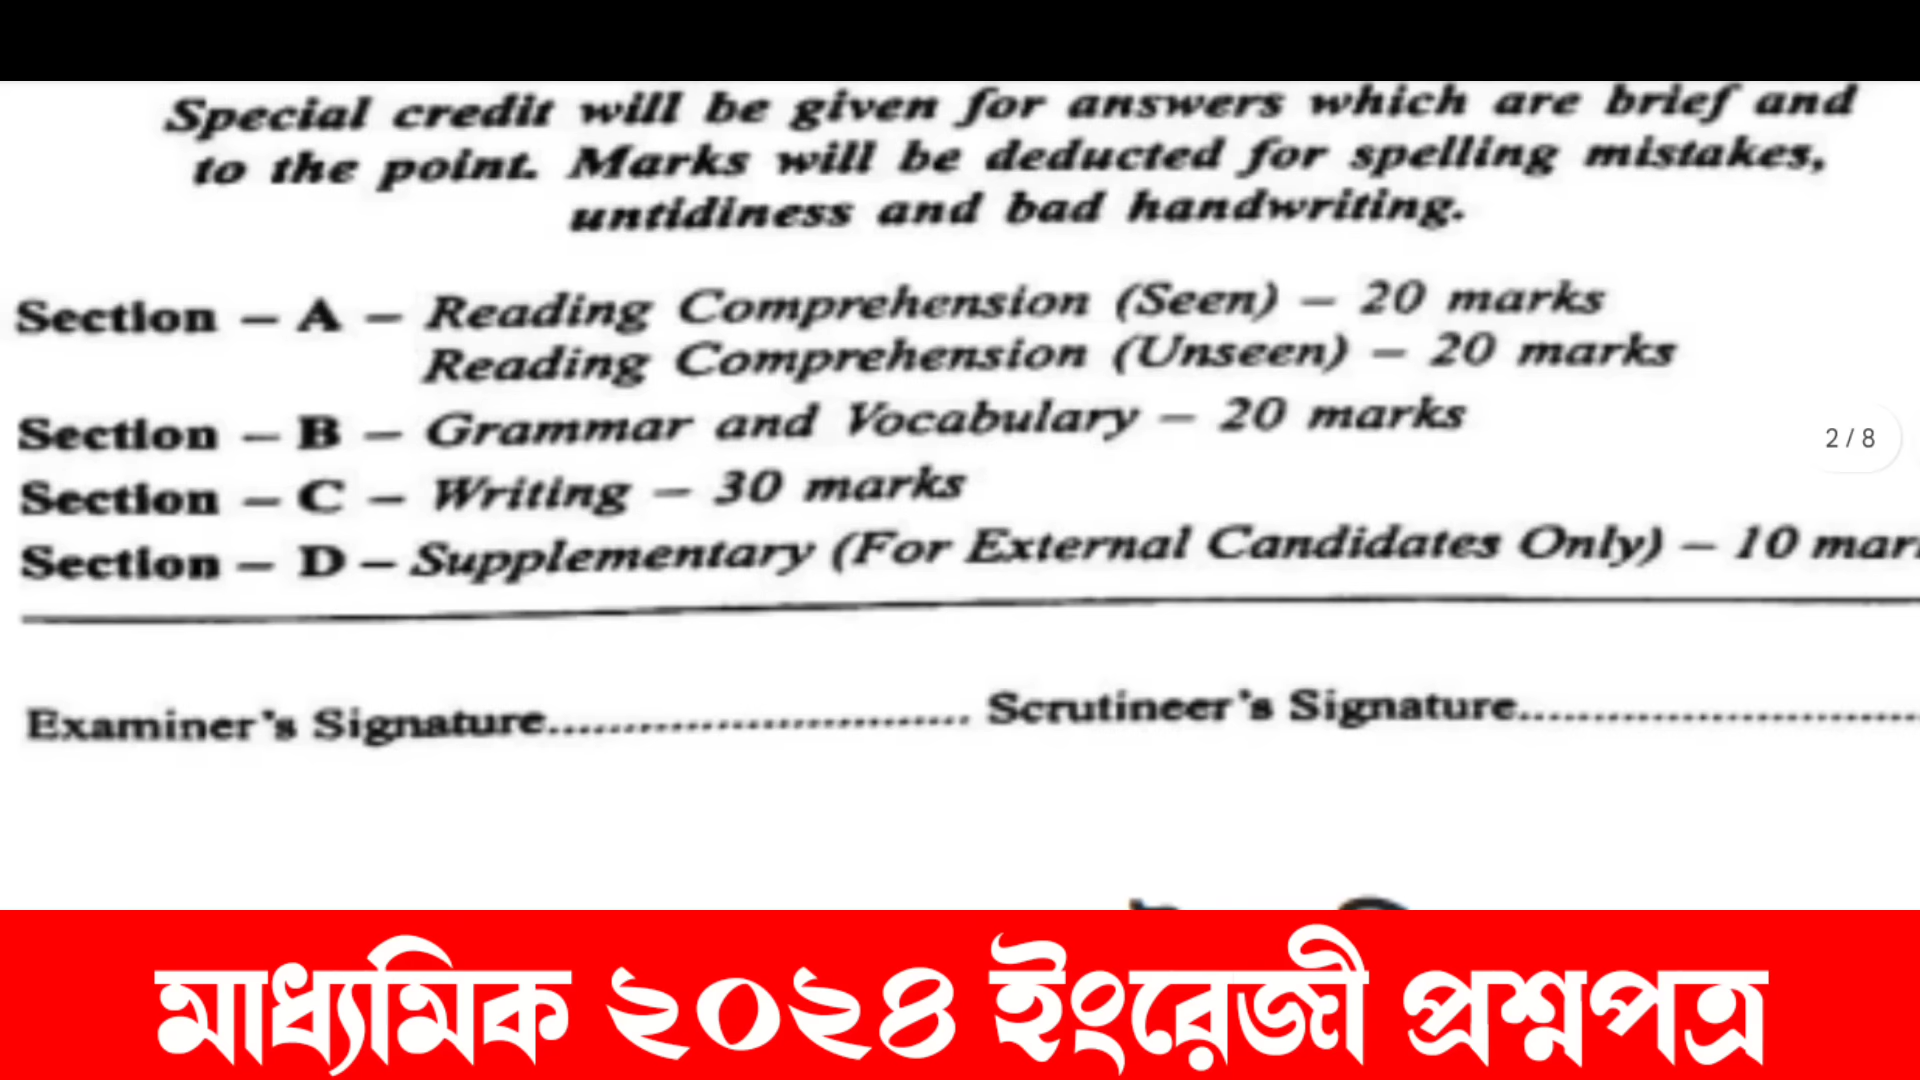 Special credit will be given for answers which are brief and
to the point. Marks will be deducted for spelling mistakes,
untidiness and bad handwriting.
Section – A – Reading Comprehension (Seen) – 20 marks
Reading Comprehension (Unseen) – 20 marks
Section – B – Grammar and Vocabulary – 20 marks
2 / 8
Section – C – Writing – 30 marks
Section – D – Supplementary (For External Candidates Only) – 10
Examiner's Signature............................ Scrutineer's Signature............................
মাধ্যমিক ২০২৪ ইংরেজী প্রশ্নপত্র